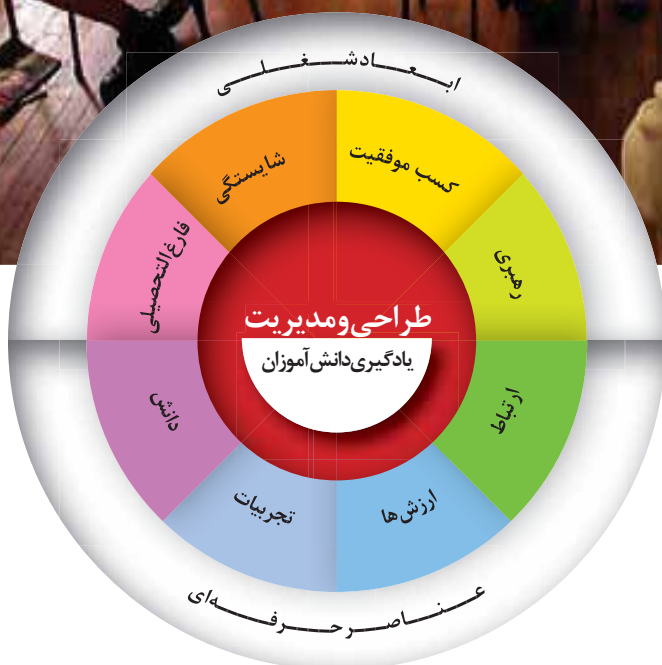 ابعاد شغلی
کسب موفقیت
شایستگی
رهبری
فارغ‌التحصیلی
طراحی و مدیریت
یادگیری دانش‌آموزان
ارتباط
دانش
ارزش‌ها
تجربیات
عناصر حرفه‌ای